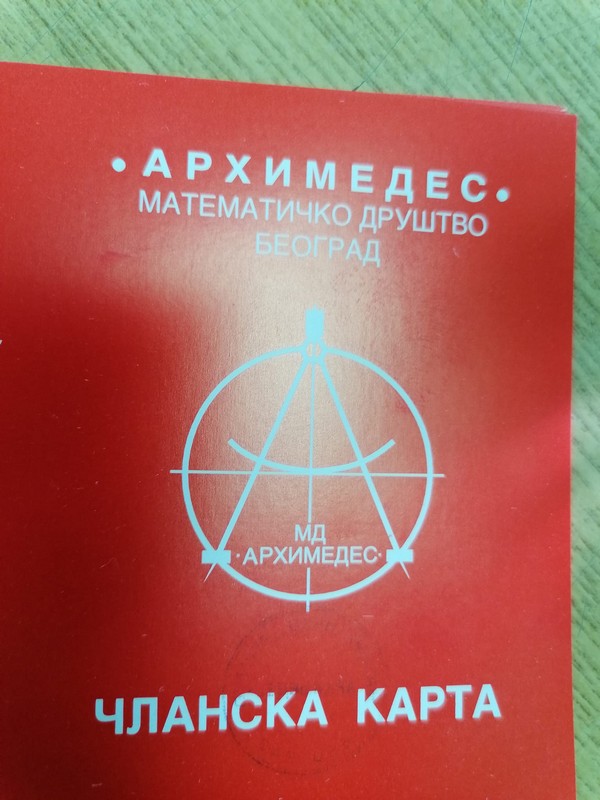 • АРХИМЕДЕС •
МАТЕМАТИЧКО ДРУШТВО
БЕОГРАД
МД
·АРХИМЕДЕС·
ЧЛАНСКА КАРТА